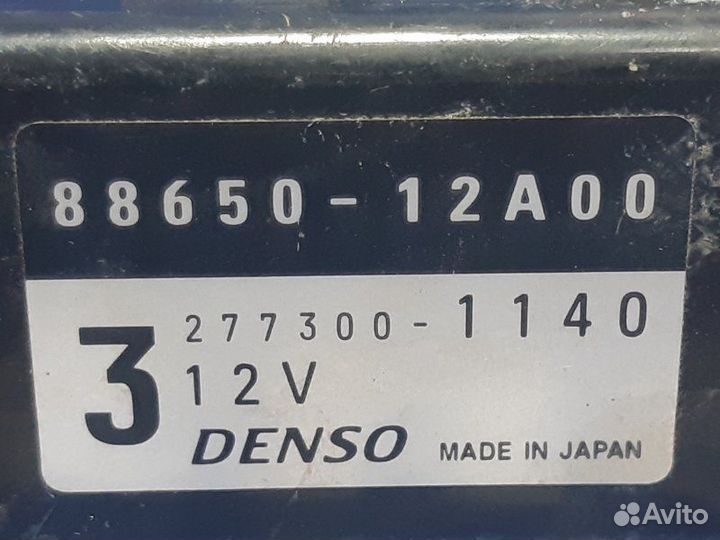 88650-12A00
3 277300-1140
12V
DENSO MADE IN JAPAN
Avito